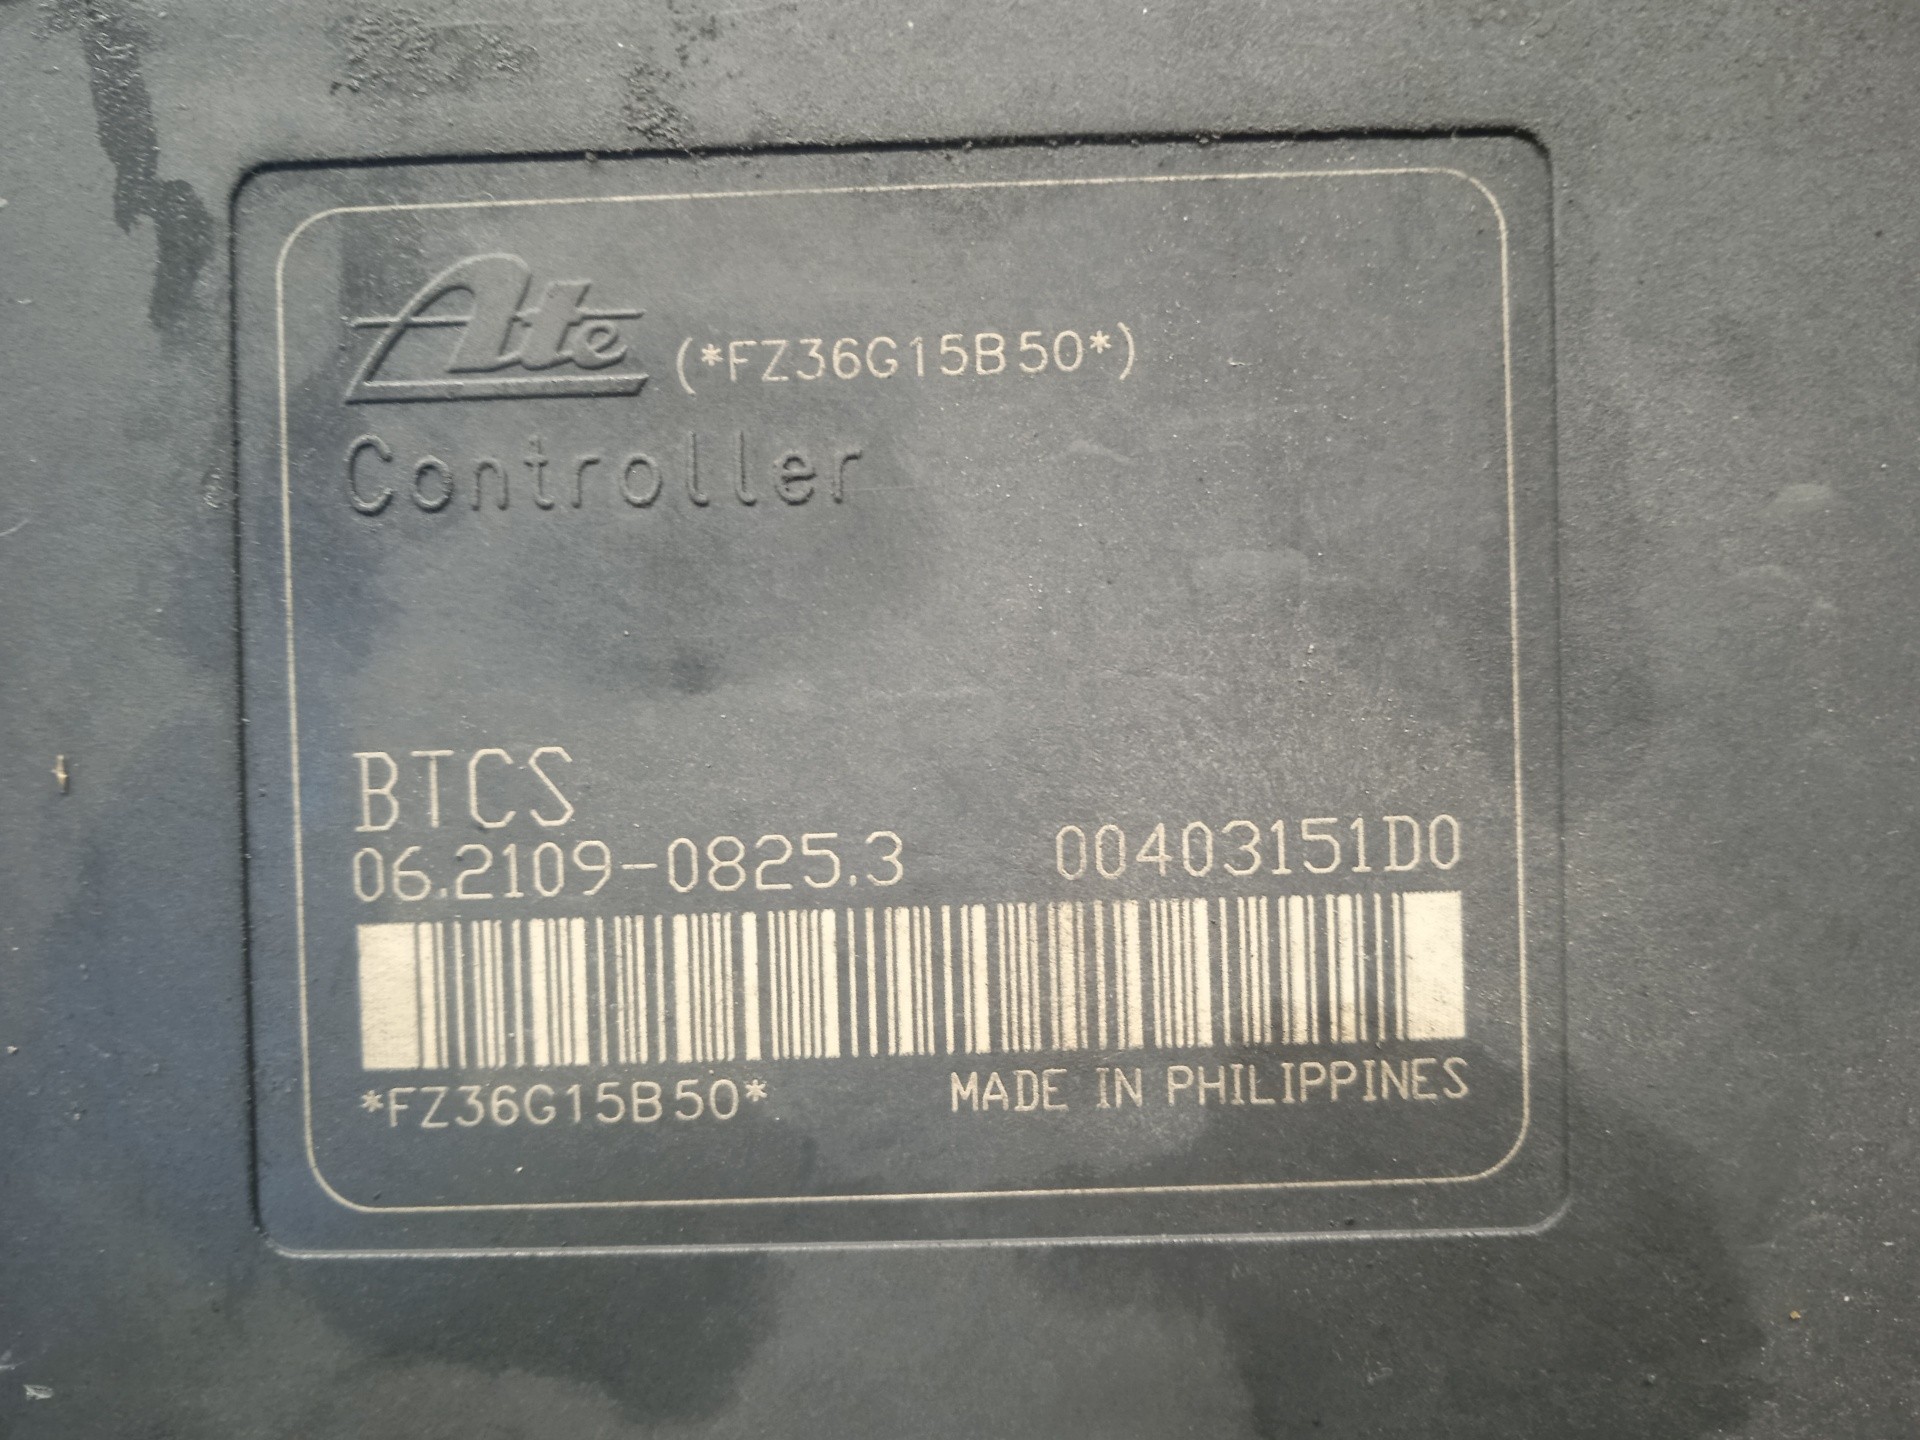 Ate (*FZ36G15B50*)
Controller
BTCS
06.2109-0825.3 00403151D0
*FZ36G15B50* MADE IN PHILIPPINES